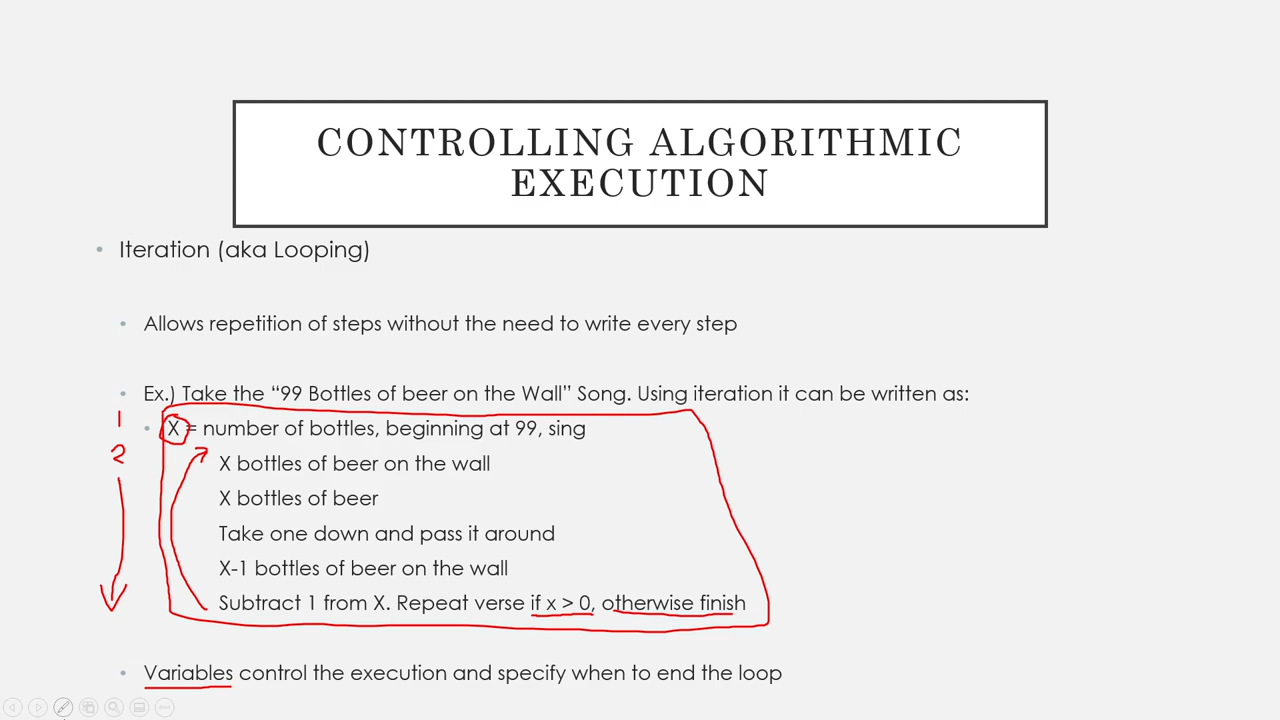 CONTROLLING ALGORITHMIC
EXECUTION
• Iteration (aka Looping)
• Allows repetition of steps without the need to write every step
• Ex.) Take the “99 Bottles of beer on the Wall” Song. Using iteration it can be written as:
1
• X = number of bottles, beginning at 99, sing
2
X bottles of beer on the wall
X bottles of beer
Take one down and pass it around
X-1 bottles of beer on the wall
Subtract 1 from X. Repeat verse if x > 0, otherwise finish
• Variables control the execution and specify when to end the loop